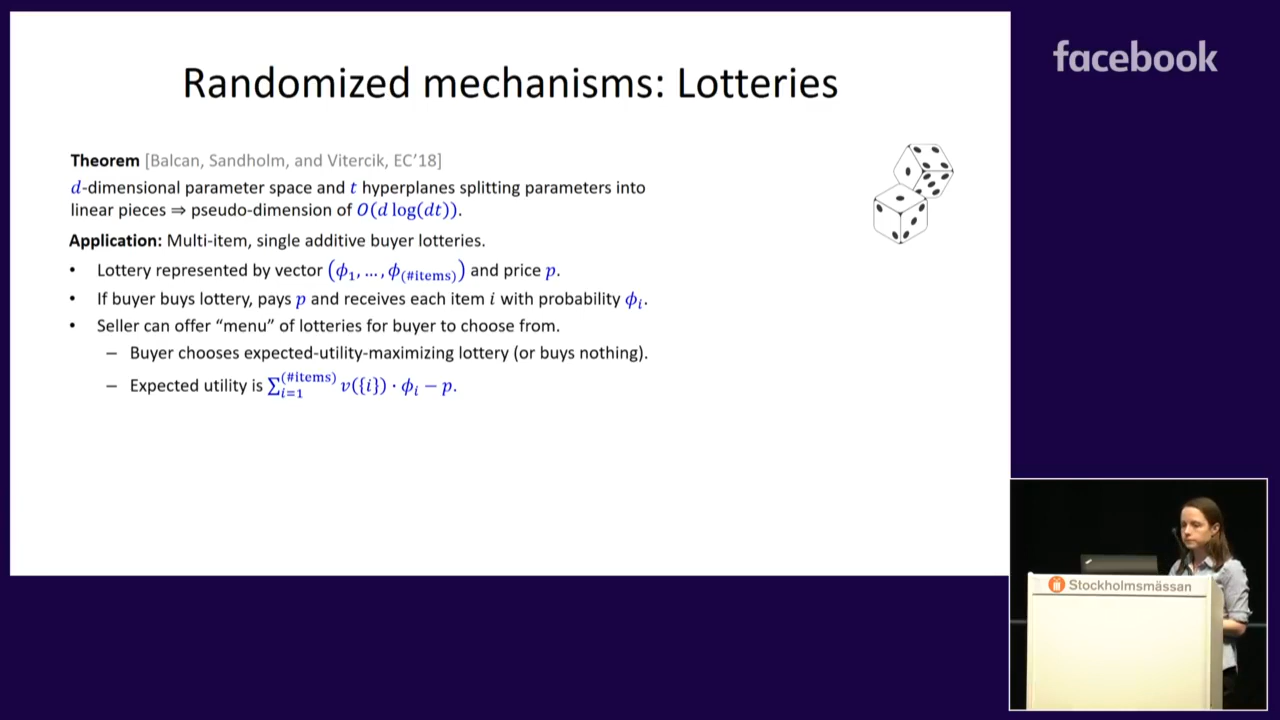 facebook
Randomized mechanisms: Lotteries
Theorem [Balcan, Sandholm, and Vitercik, EC'18]
d-dimensional parameter space and t hyperplanes splitting parameters into
linear pieces ⇒ pseudo-dimension of O(d log(dt)).
Application: Multi-item, single additive buyer lotteries.
• Lottery represented by vector (ϕ₁, …, ϕ₍#items₎) and price p.
• If buyer buys lottery, pays p and receives each item i with probability ϕᵢ.
• Seller can offer “menu” of lotteries for buyer to choose from.
– Buyer chooses expected-utility-maximizing lottery (or buys nothing).
– Expected utility is ∑_{i=1}^{(#items)} v({i}) · ϕᵢ − p.
Stockholmsmässan